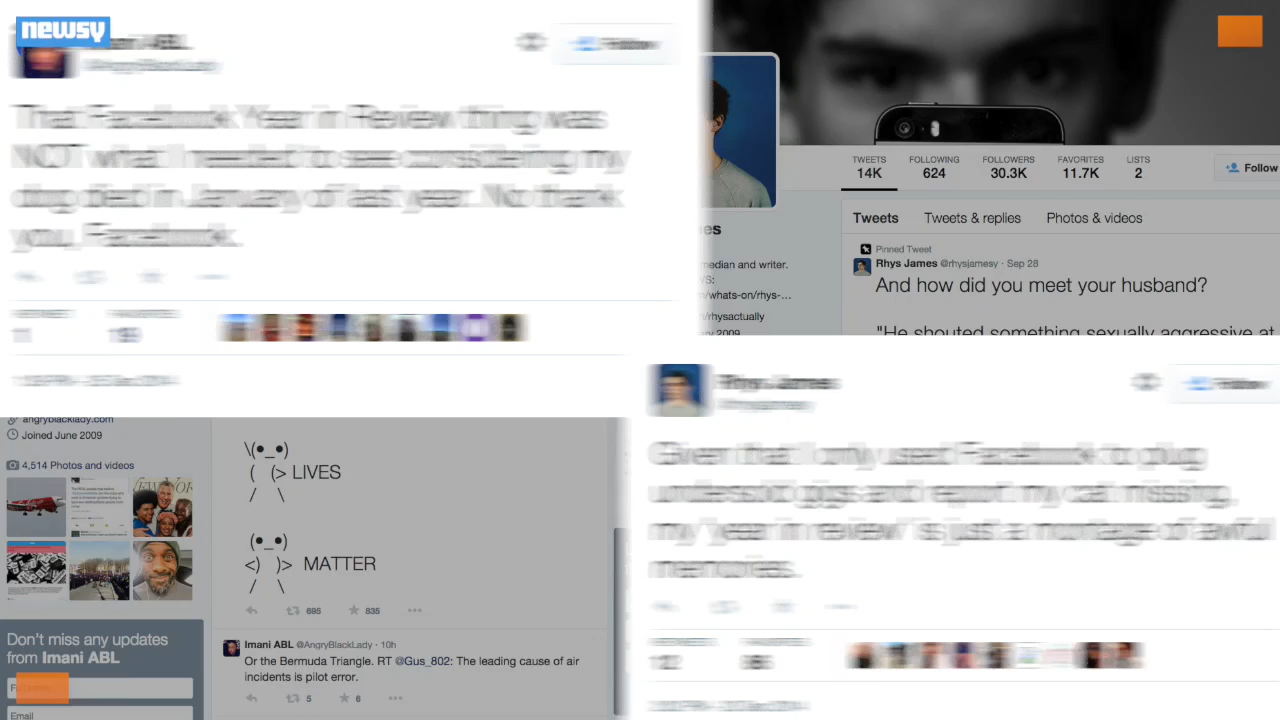 newsy
That Facebook Year in Review thing was
NOT what I needed to see considering my
dog died in January of last year. No thank
you, Facebook.
TWEETS FOLLOWING FOLLOWERS FAVORITES LISTS
14K 624 30.3K 11.7K 2
Follow
Tweets Tweets & replies Photos & videos
Pinned Tweet
Rhys James @rhysjamesy · Sep 28
And how did you meet your husband?
"He shouted something sexually aggressive at
median and writer.
m/whats-on/rhys-...
/rhysactually
2009
Rhys James
Follow
Given that I only used Facebook to plug
endless gigs and report my cat missing,
my 'year in review' is just a montage of awful
memories.
angryblacklady.com
Joined June 2009
4,514 Photos and videos
\(•_•)
( (> LIVES
/ \
(•_•)
<) )> MATTER
/ \
695 835
Imani ABL @AngryBlackLady · 10h
Or the Bermuda Triangle. RT @Gus_802: The leading cause of air
incidents is pilot error.
5 6
Don't miss any updates
from Imani ABL
Email